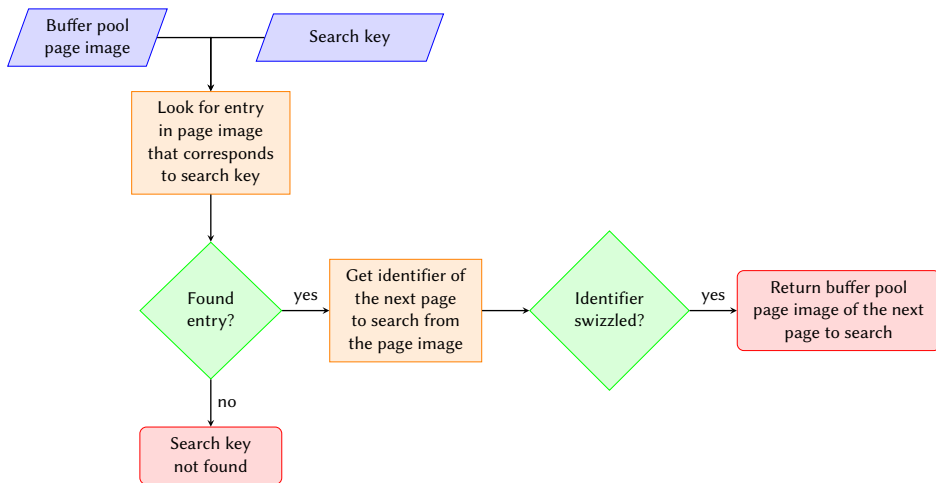 Buffer pool
page image
Search key
Look for entry
in page image
that corresponds
to search key
Found
entry?
yes
Get identifier of
the next page
to search from
the page image
Identifier
swizzled?
yes
Return buffer pool
page image of the next
page to search
no
Search key
not found